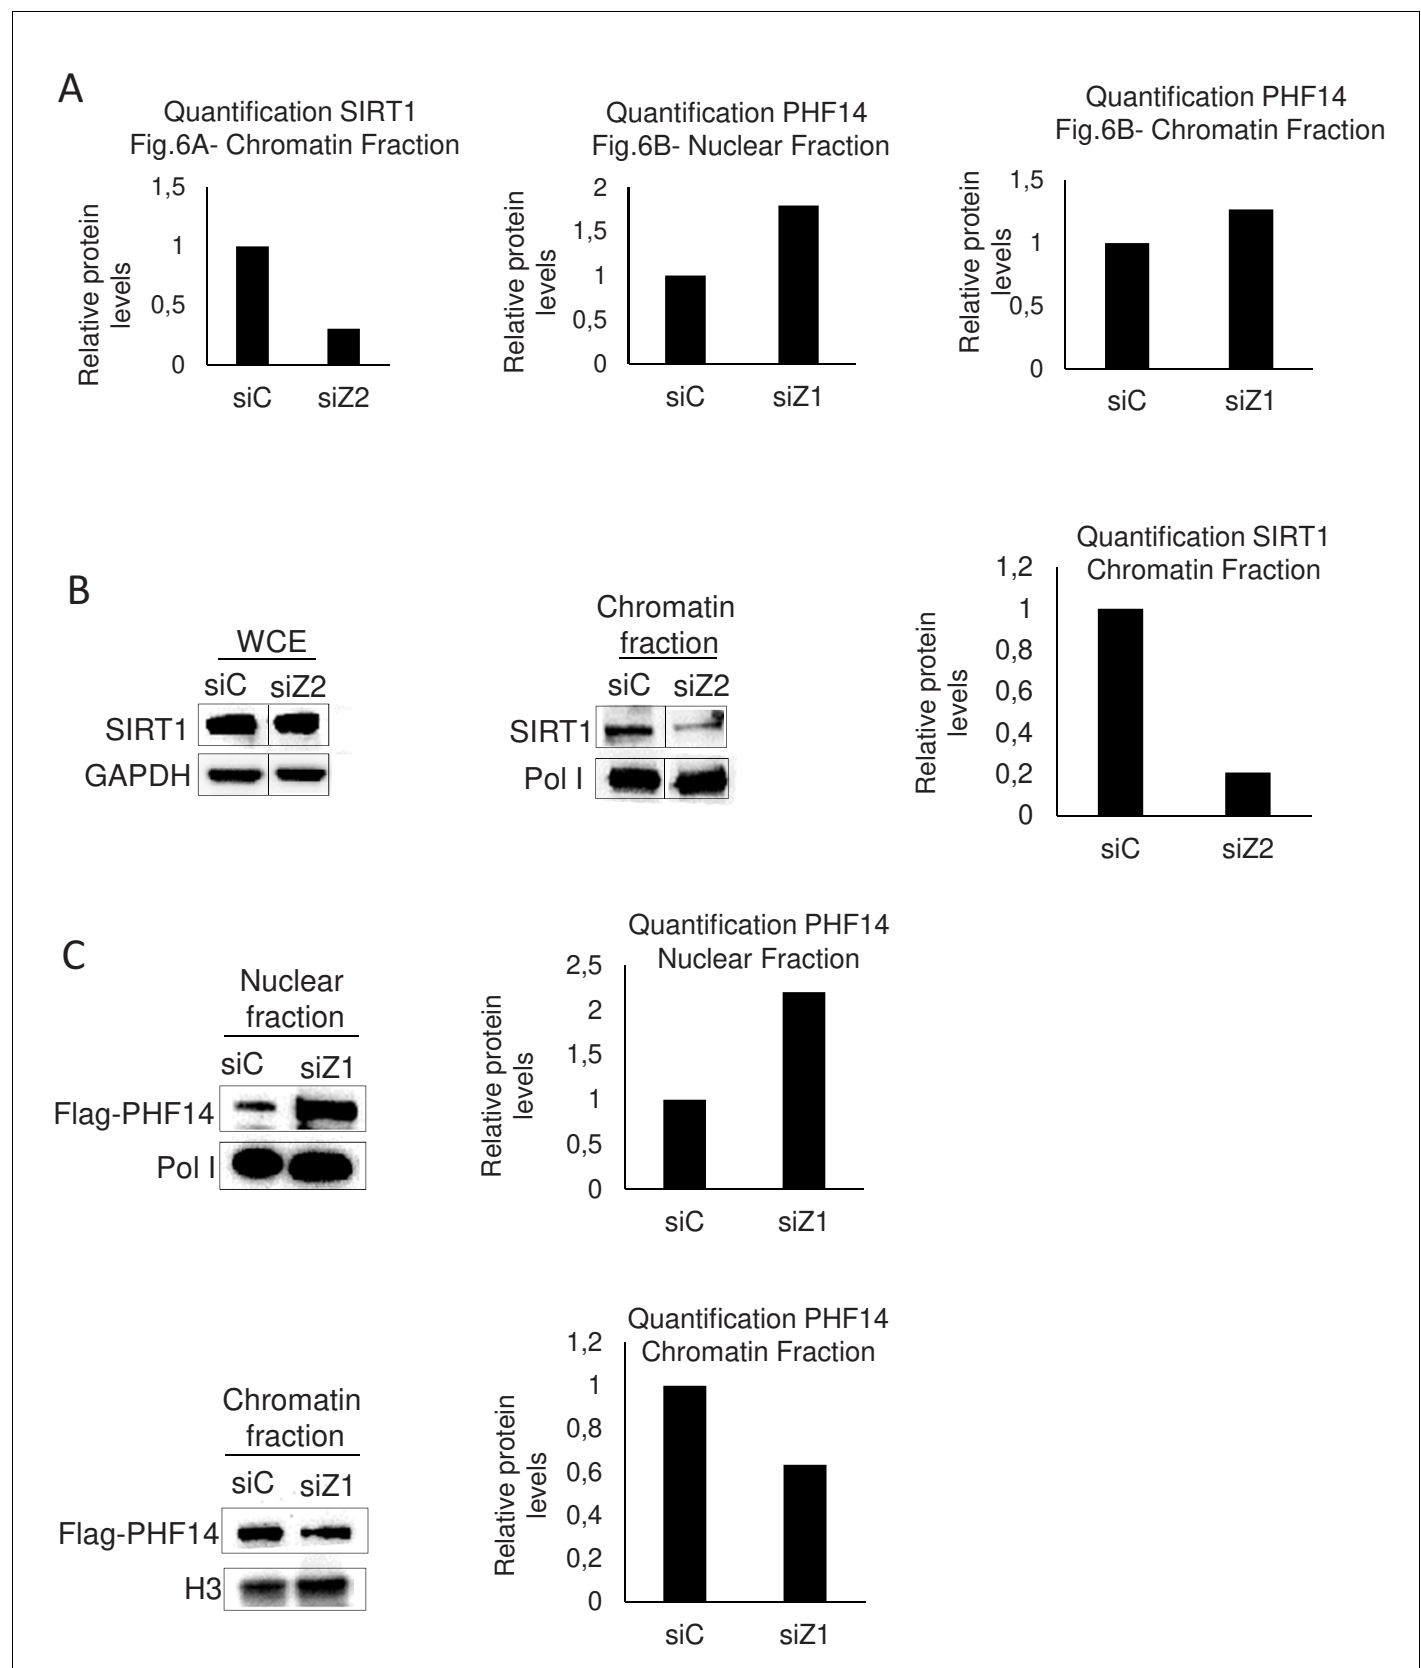 A
Quantification SIRT1
Fig.6A- Chromatin Fraction
Relative protein
levels
1,5
1
0,5
0
siC siZ2
Quantification PHF14
Fig.6B- Nuclear Fraction
Relative protein
levels
2
1,5
1
0,5
0
siC siZ1
Quantification PHF14
Fig.6B- Chromatin Fraction
Relative protein
levels
1,5
1
0,5
0
siC siZ1
B
WCE
siC siZ2
SIRT1
GAPDH
Chromatin
fraction
siC siZ2
SIRT1
Pol I
Quantification SIRT1
Chromatin Fraction
Relative protein
levels
1,2
1
0,8
0,6
0,4
0,2
0
siC siZ2
C
Nuclear
fraction
siC siZ1
Flag-PHF14
Pol I
Quantification PHF14
Nuclear Fraction
Relative protein
levels
2,5
2
1,5
1
0,5
0
siC siZ1
Chromatin
fraction
siC siZ1
Flag-PHF14
H3
Quantification PHF14
Chromatin Fraction
Relative protein
levels
1,2
1
0,8
0,6
0,4
0,2
0
siC siZ1